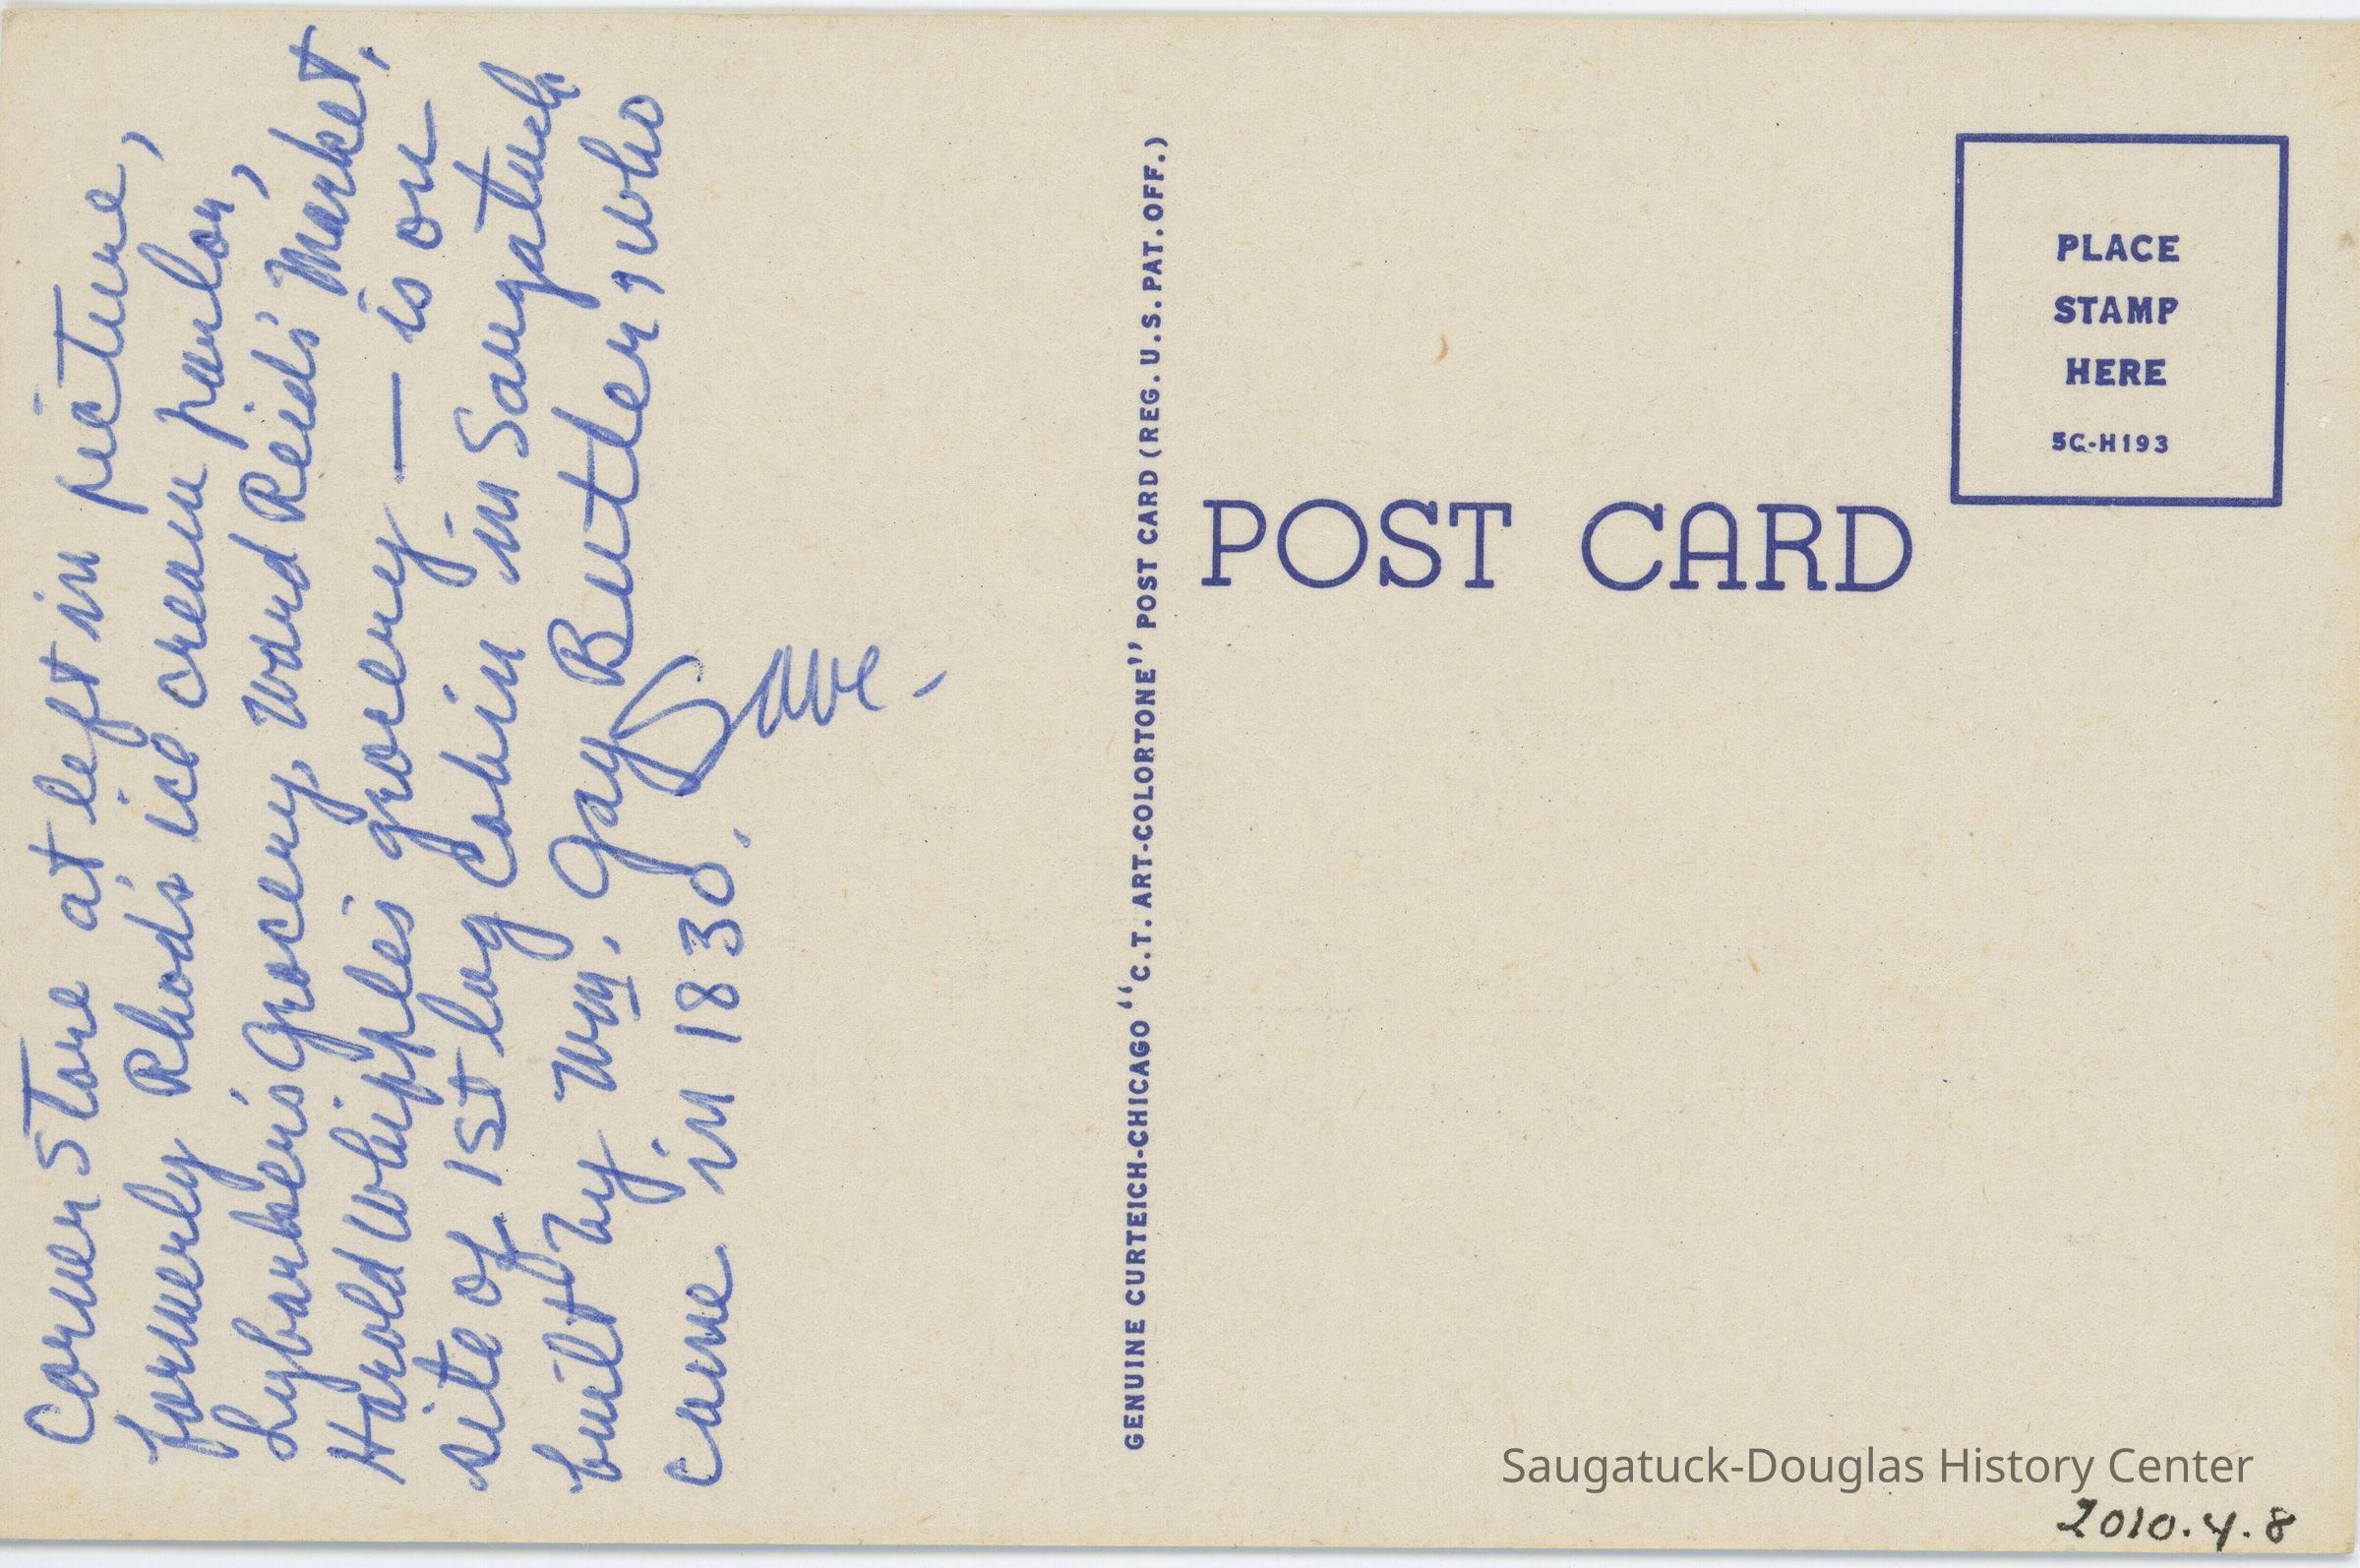 Corner store at left in picture,
formerly Rhod's ice cream parlor,
Lybarker's Grocery, Ward Reid's Market,
Harold Whipple's grocery — is on
site of 1st log cabin in Saugatuck
built by Wm. Gay Butler, who
came in 1830.
GENUINE CURTEICH-CHICAGO "C.T. ART-COLORTONE" POST CARD (REG. U.S. PAT. OFF.)
POST CARD
PLACE
STAMP
HERE
5C-H193
Saugatuck-Douglas History Center
2010.4.8